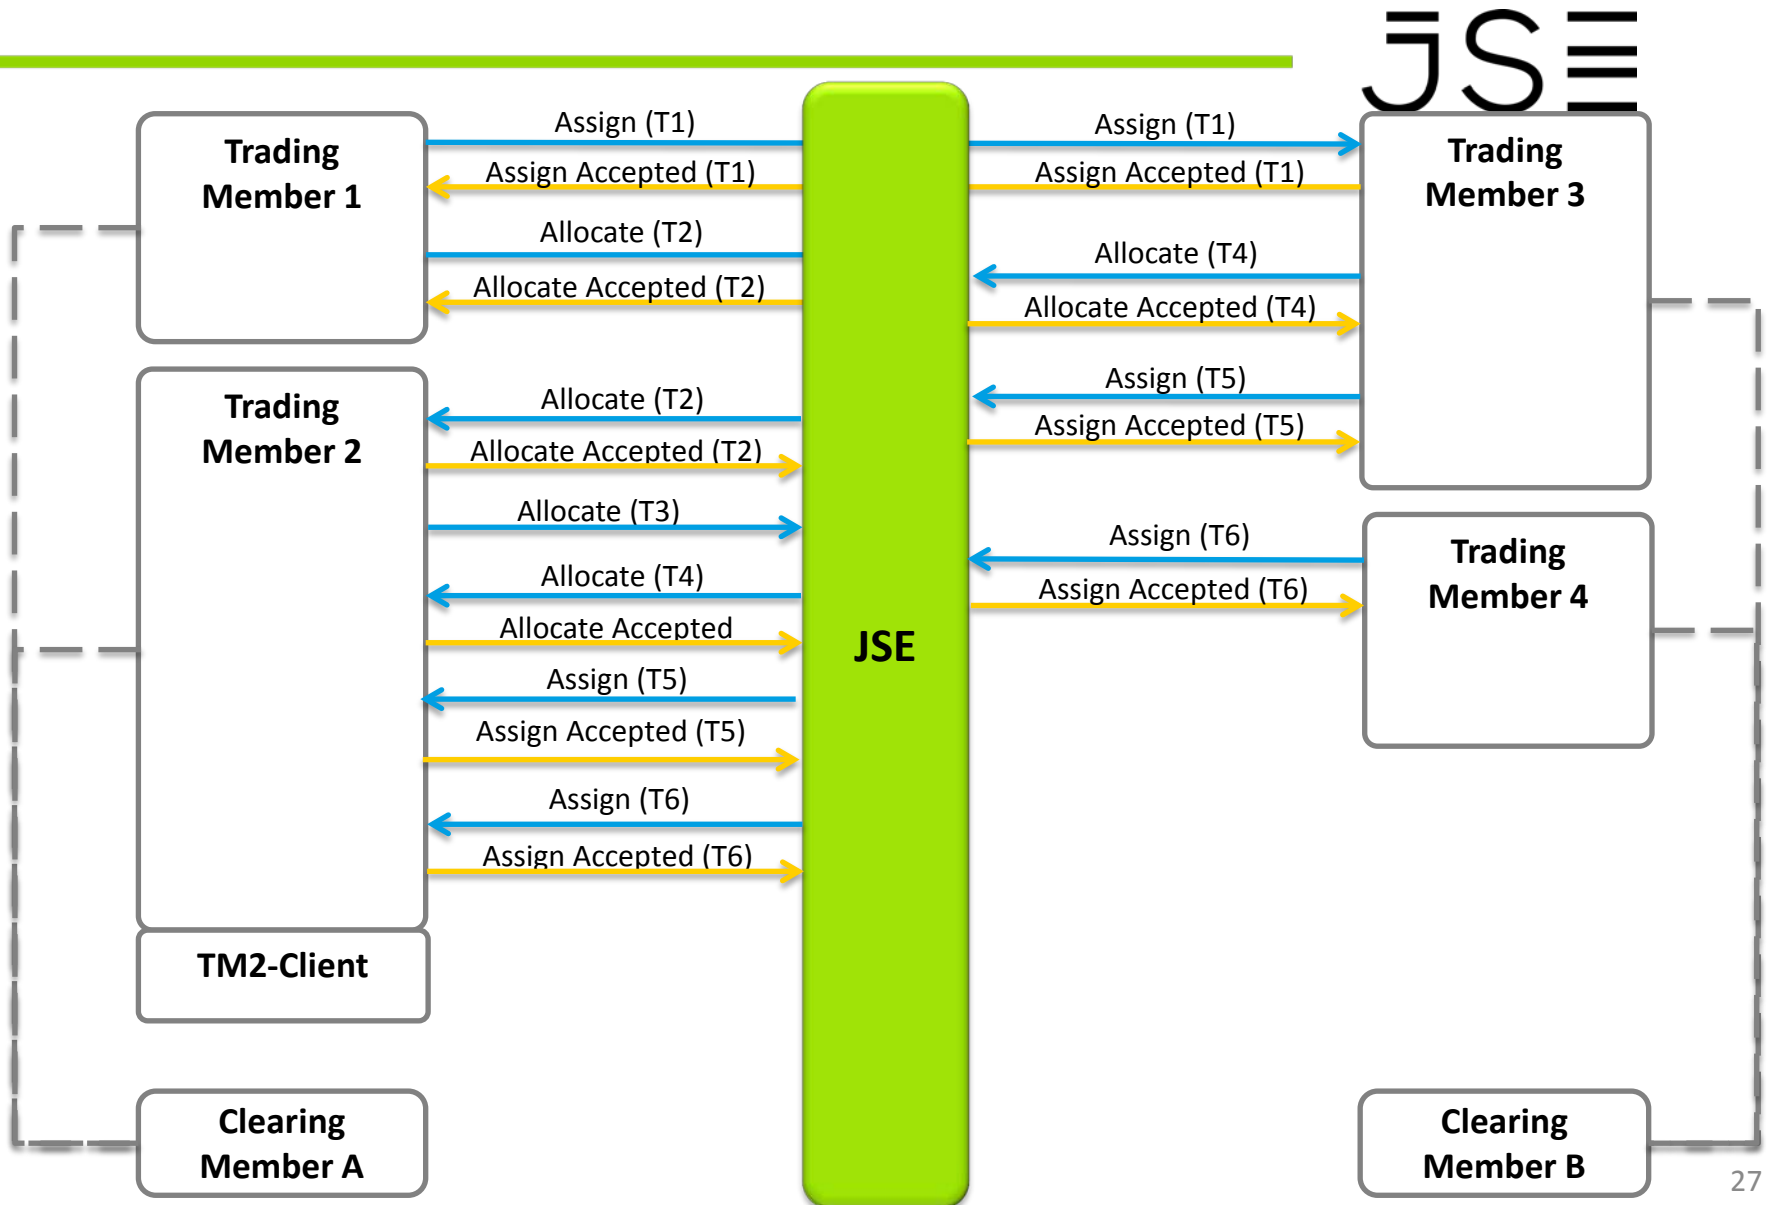 JSE
Trading
Member 1
Assign (T1)
Assign Accepted (T1)
Allocate (T2)
Allocate Accepted (T2)
Trading
Member 2
Allocate (T2)
Allocate Accepted (T2)
Allocate (T3)
Allocate (T4)
Allocate Accepted
Assign (T5)
Assign Accepted (T5)
Assign (T6)
Assign Accepted (T6)
TM2-Client
Clearing
Member A
JSE
Assign (T1)
Assign Accepted (T1)
Allocate (T4)
Allocate Accepted (T4)
Assign (T5)
Assign Accepted (T5)
Trading
Member 3
Assign (T6)
Assign Accepted (T6)
Trading
Member 4
Clearing
Member B
27